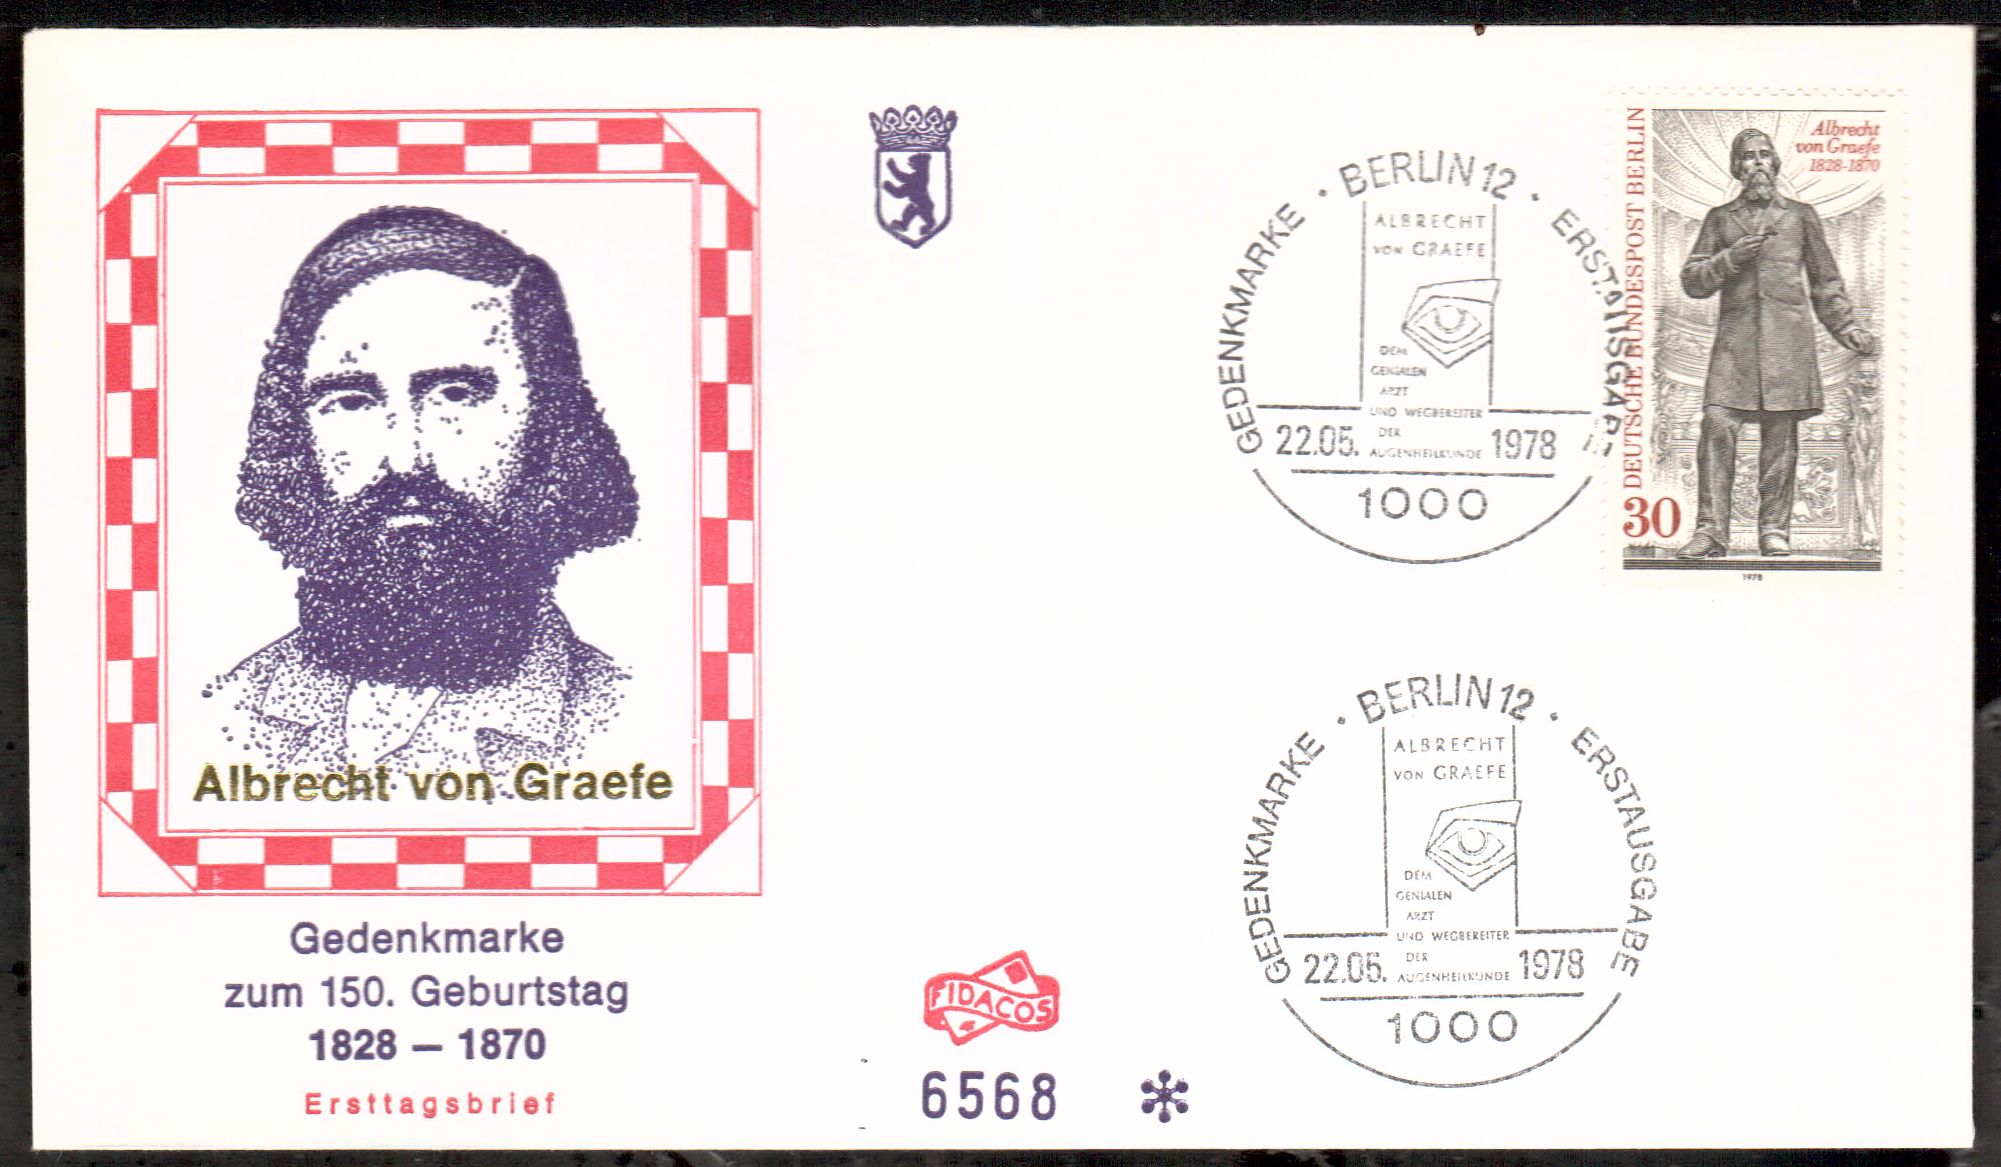 Albrecht von Graefe
Gedenkmarke
zum 150. Geburtstag
1828 – 1870
Ersttagsbrief
FIDACOS
6568
GEDENKMARKE · BERLIN 12 · ERSTAUSGABE
ALBRECHT
VON GRAEFE
DEM
GENIALEN
ARZT
UND WEGBEREITER
DER
AUGENHEILKUNDE
22.05. 1978
1000
DEUTSCHE BUNDESPOST BERLIN
Albrecht
von Graefe
1828-1870
30
1978
GEDENKMARKE · BERLIN 12 · ERSTAUSGABE
ALBRECHT
VON GRAEFE
DEM
GENIALEN
ARZT
UND WEGBEREITER
DER
AUGENHEILKUNDE
22.05. 1978
1000